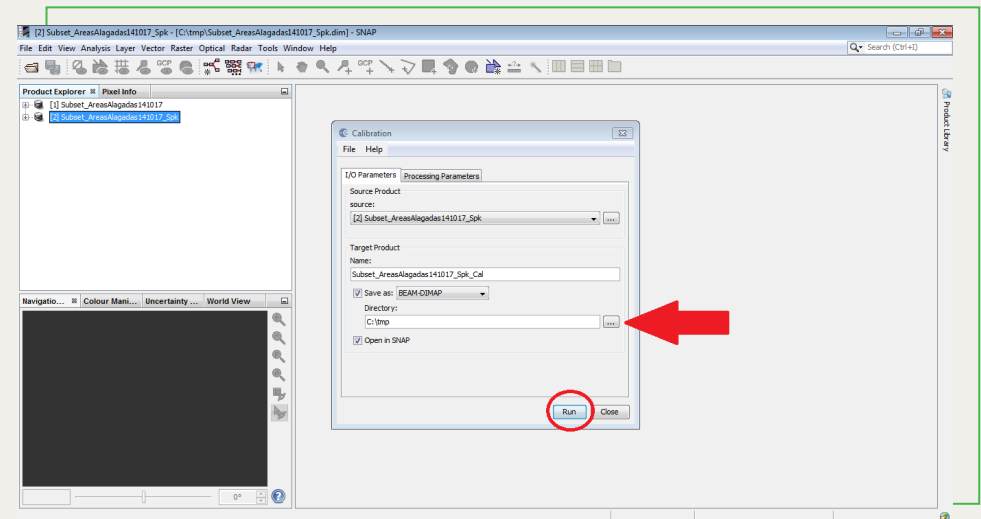 [2] Subset_AreasAlagadas141017_Spk - [C:\tmp\Subset_AreasAlagadas141017_Spk.dim] - SNAP
File Edit View Analysis Layer Vector Raster Optical Radar Tools Window Help
Search (Ctrl+I)
GCP
GCP
Product Explorer Pixel Info
[1] Subset_AreasAlagadas141017
[2] Subset_AreasAlagadas141017_Spk
Product Library
Calibration
File Help
I/O Parameters Processing Parameters
Source Product
source:
[2] Subset_AreasAlagadas141017_Spk
...
Target Product
Name:
Subset_AreasAlagadas141017_Spk_Cal
Save as: BEAM-DIMAP
Directory:
C:\tmp
...
Open in SNAP
Run Close
Navigatio... Colour Mani... Uncertainty ... World View
0°